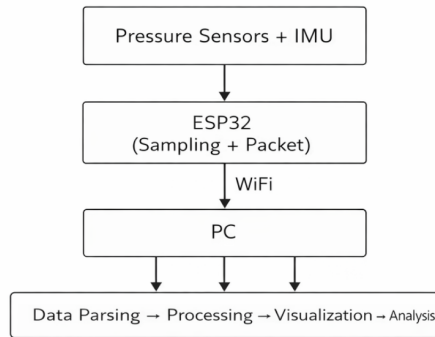 Pressure Sensors + IMU
ESP32
(Sampling + Packet)
WiFi
PC
Data Parsing → Processing → Visualization → Analysis